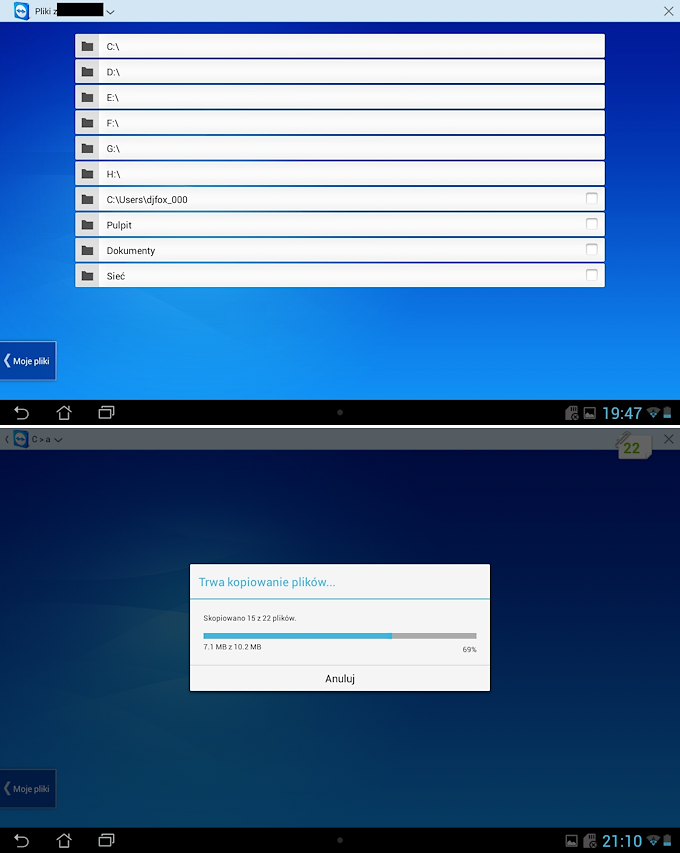 Pliki z
C:\
D:\
E:\
F:\
G:\
H:\
C:\Users\djfox_000
Pulpit
Dokumenty
Sieć
Moje pliki
19:47
C > a
22
Trwa kopiowanie plików...
Skopiowano 15 z 22 plików.
7.1 MB z 10.2 MB
69%
Anuluj
Moje pliki
21:10